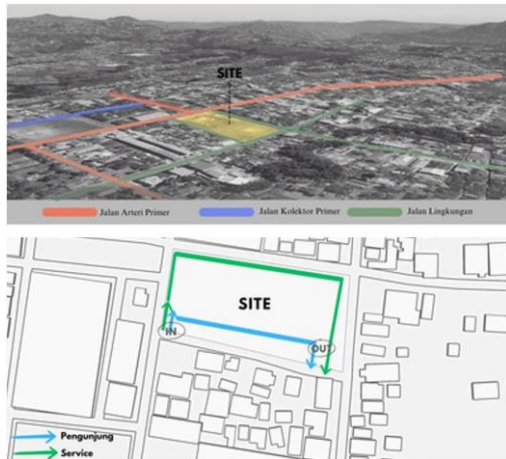 SITE
Jalan Arteri Primer Jalan Kolektor Primer Jalan Lingkungan
SITE
IN
OUT
Pengunjung
Service